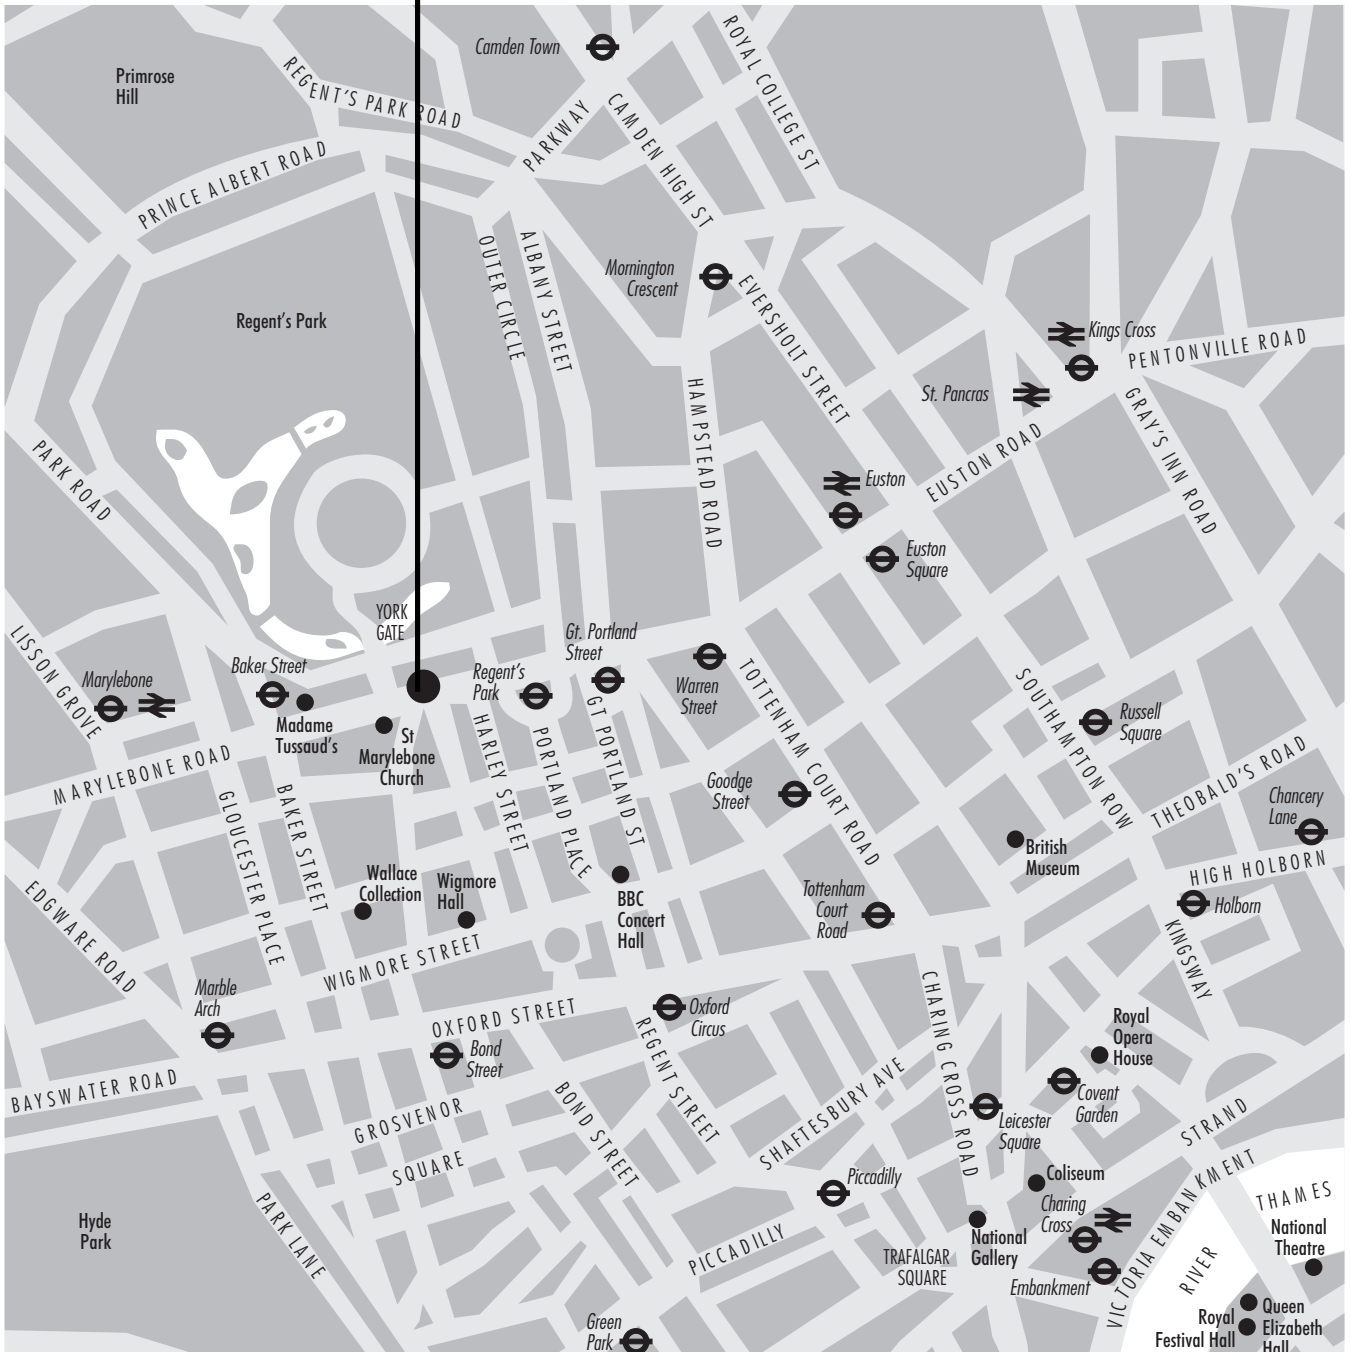 Camden Town
ROYAL COLLEGE ST
Primrose
Hill
REGENT'S PARK ROAD
PARKWAY
CAMDEN HIGH ST
PRINCE ALBERT ROAD
OUTER CIRCLE
ALBANY STREET
Mornington
Crescent
EVERSHOLT STREET
Regent's Park
Kings Cross
PENTONVILLE ROAD
St. Pancras
GRAY'S INN ROAD
HAMPSTEAD ROAD
EUSTON ROAD
PARK ROAD
Euston
Euston
Square
YORK
GATE
LISSON GROVE
Marylebone
Baker Street
Madame
Tussaud's
St
Marylebone
Church
Regent's
Park
Gt. Portland
Street
Warren
Street
TOTTENHAM COURT ROAD
SOUTHAMPTON ROW
Russell
Square
MARYLEBONE ROAD
HARLEY STREET
PORTLAND PLACE
GT PORTLAND ST
Goodge
Street
THEOBALD'S ROAD
Chancery
Lane
GLOUCESTER PLACE
BAKER STREET
British
Museum
HIGH HOLBORN
EDGWARE ROAD
Wallace
Collection
Wigmore
Hall
BBC
Concert
Hall
Tottenham
Court
Road
Holborn
KINGSWAY
WIGMORE STREET
Marble
Arch
OXFORD STREET
Oxford
Circus
CHARING CROSS ROAD
Royal
Opera
House
Bond
Street
REGENT STREET
BAYSWATER ROAD
GROSVENOR
SQUARE
BOND STREET
SHAFTESBURY AVE
Covent
Garden
Leicester
Square
STRAND
Piccadilly
Coliseum
Charing
Cross
VICTORIA EMBANKMENT
THAMES
RIVER
National
Theatre
Hyde
Park
PARK LANE
PICCADILLY
TRAFALGAR
SQUARE
National
Gallery
Embankment
Green
Park
Royal
Festival Hall
Queen
Elizabeth
Hall